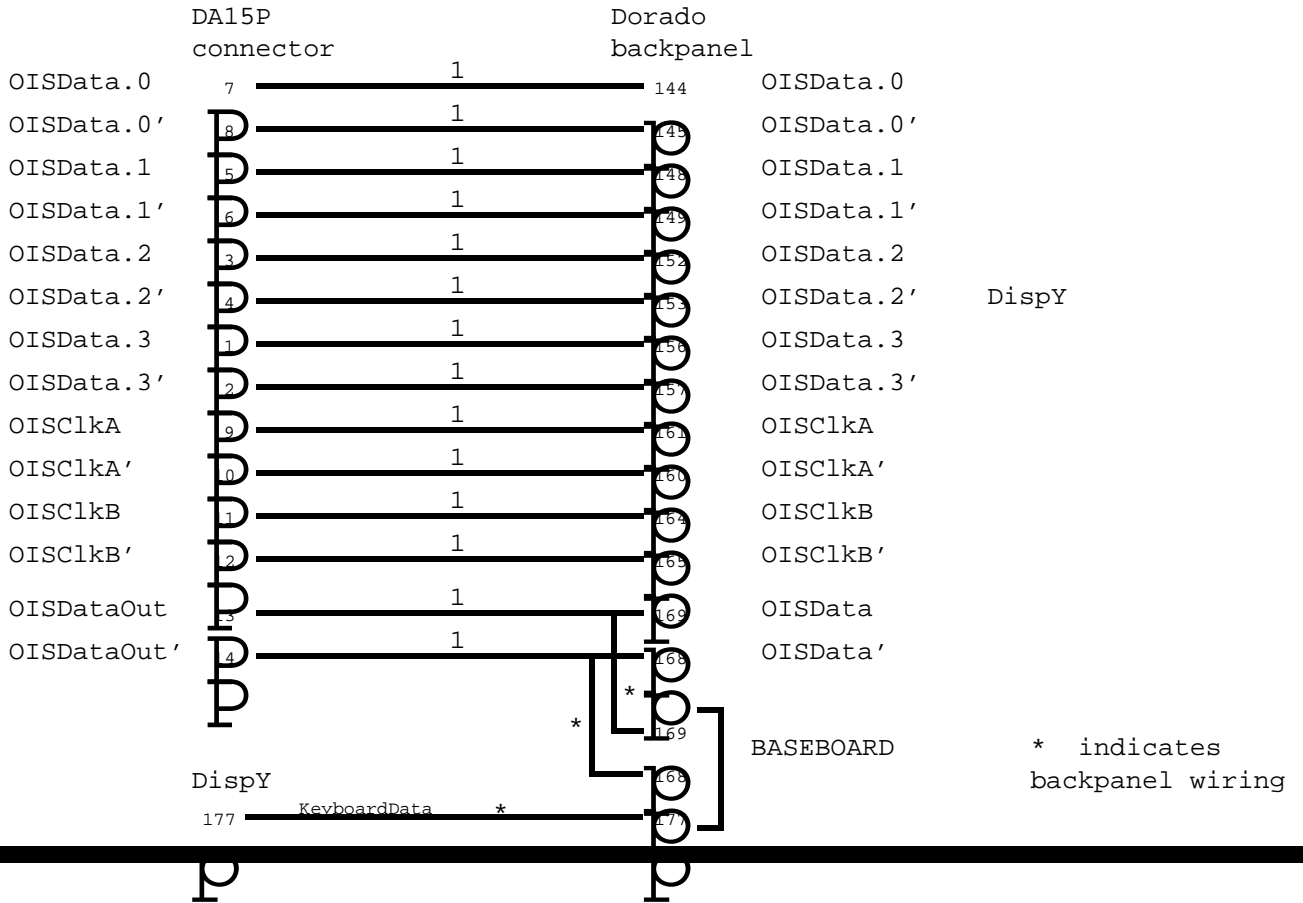 DA15P Dorado
connector backpanel
OISData.0 7 1 144 OISData.0
OISData.0' 8 1 145 OISData.0'
OISData.1 5 1 148 OISData.1
OISData.1' 6 1 149 OISData.1'
OISData.2 3 1 152 OISData.2
OISData.2' 4 1 153 OISData.2' DispY
OISData.3 1 1 156 OISData.3
OISData.3' 2 1 157 OISData.3'
OISClkA 9 1 161 OISClkA
OISClkA' 10 1 160 OISClkA'
OISClkB 11 1 164 OISClkB
OISClkB' 12 1 165 OISClkB'
OISDataOut 13 1 169 OISData
OISDataOut' 14 1 168 OISData'
*
* 169
BASEBOARD * indicates
DispY 168 backpanel wiring
177 KeyboardData * 177